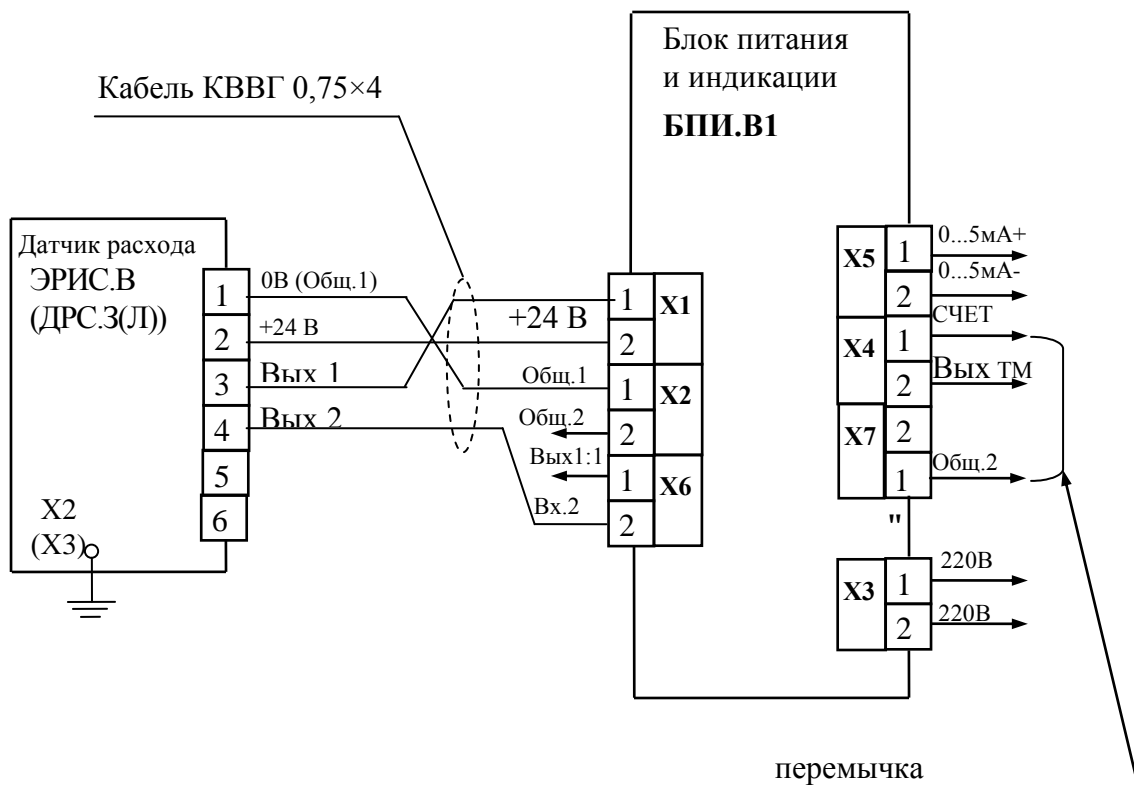 Блок питания
и индикации
БПИ.В1
Кабель КВВГ 0,75×4
Датчик расхода
ЭРИС.В
(ДРС.З(Л))
X2
(X3)
1
2
3
4
5
6
0В (Общ.1)
+24 В
Вых 1
Вых 2
+24 В
Общ.1
Общ.2
Вых1:1
Вх.2
1
2
X1
1
2
X2
1
2
X6
X5
1
2
X4
1
2
X7
2
1
"
X3
1
2
0...5мА+
0...5мА-
СЧЕТ
Вых ТМ
Общ.2
220В
220В
перемычка